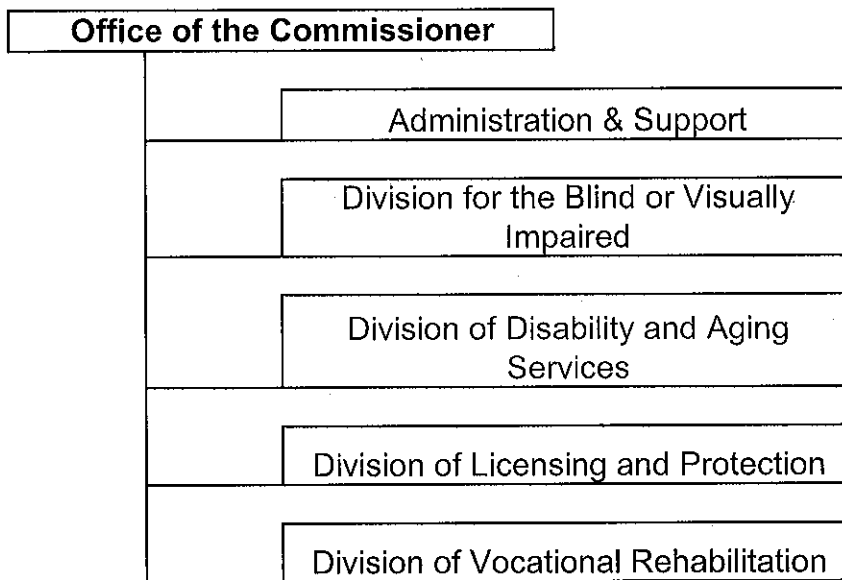 Office of the Commissioner
Administration & Support
Division for the Blind or Visually
Impaired
Division of Disability and Aging
Services
Division of Licensing and Protection
Division of Vocational Rehabilitation